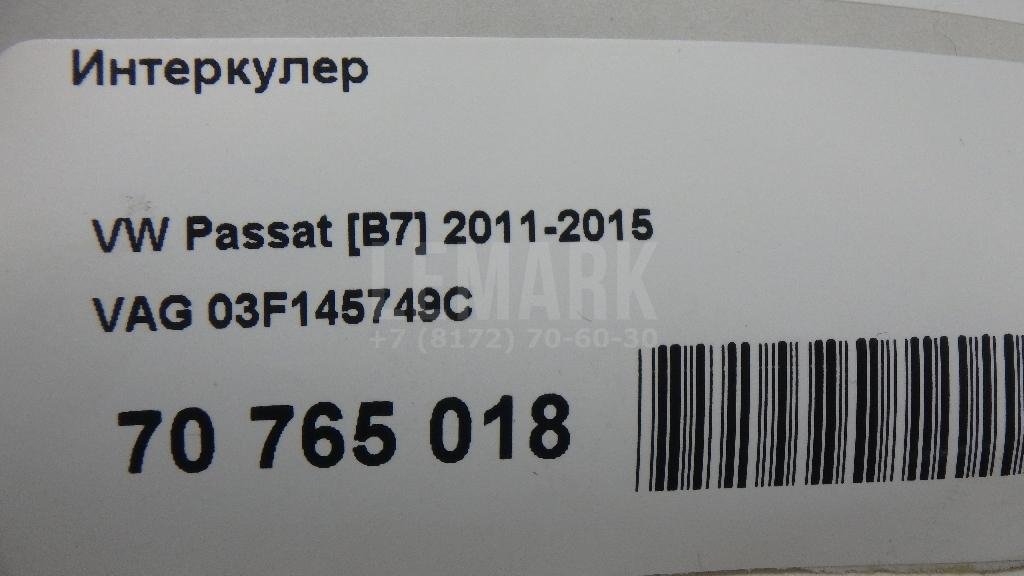 Интеркулер
VW Passat [B7] 2011-2015
LEMARK
VAG 03F145749C
+7 (8172) 70-60-30
70 765 018